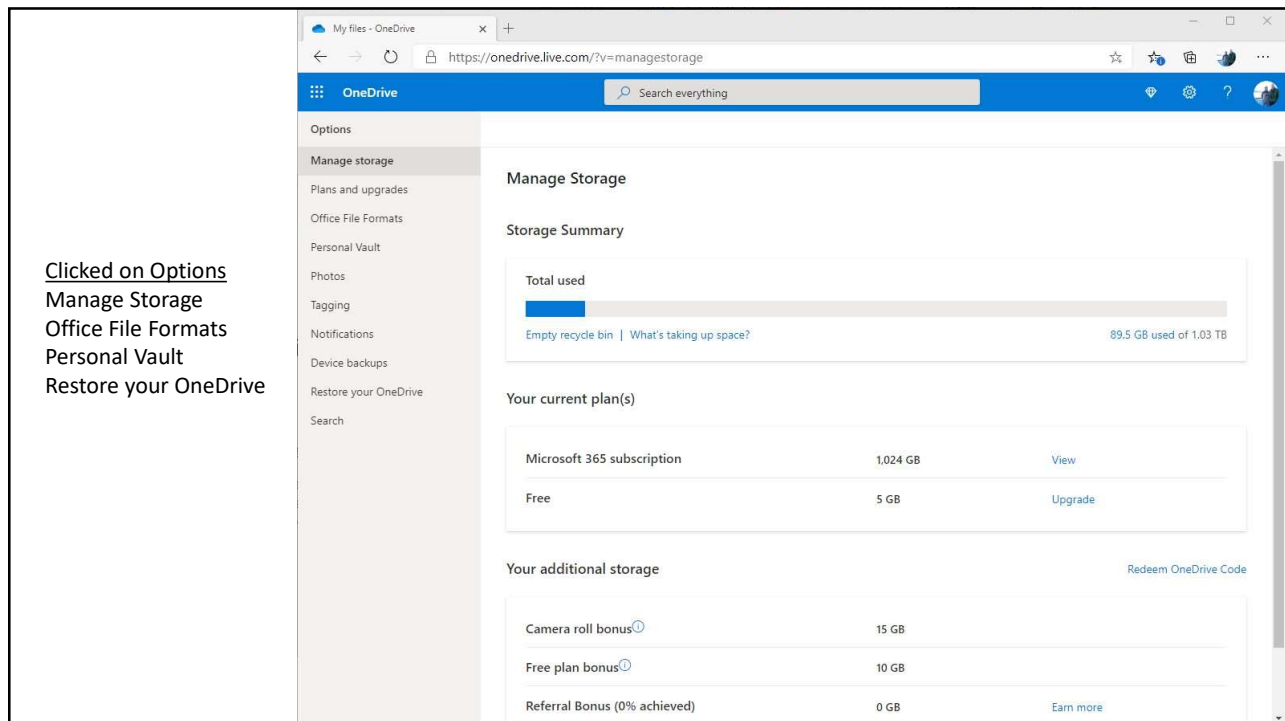 Clicked on Options
Manage Storage
Office File Formats
Personal Vault
Restore your OneDrive
My files - OneDrive
https://onedrive.live.com/?v=managestorage
OneDrive
Search everything
Options
Manage storage
Plans and upgrades
Office File Formats
Personal Vault
Photos
Tagging
Notifications
Device backups
Restore your OneDrive
Search
Manage Storage
Storage Summary
Total used
Empty recycle bin | What's taking up space? 89.5 GB used of 1.03 TB
Your current plan(s)
Microsoft 365 subscription 1,024 GB View
Free 5 GB Upgrade
Your additional storage Redeem OneDrive Code
Camera roll bonus 15 GB
Free plan bonus 10 GB
Referral Bonus (0% achieved) 0 GB Earn more